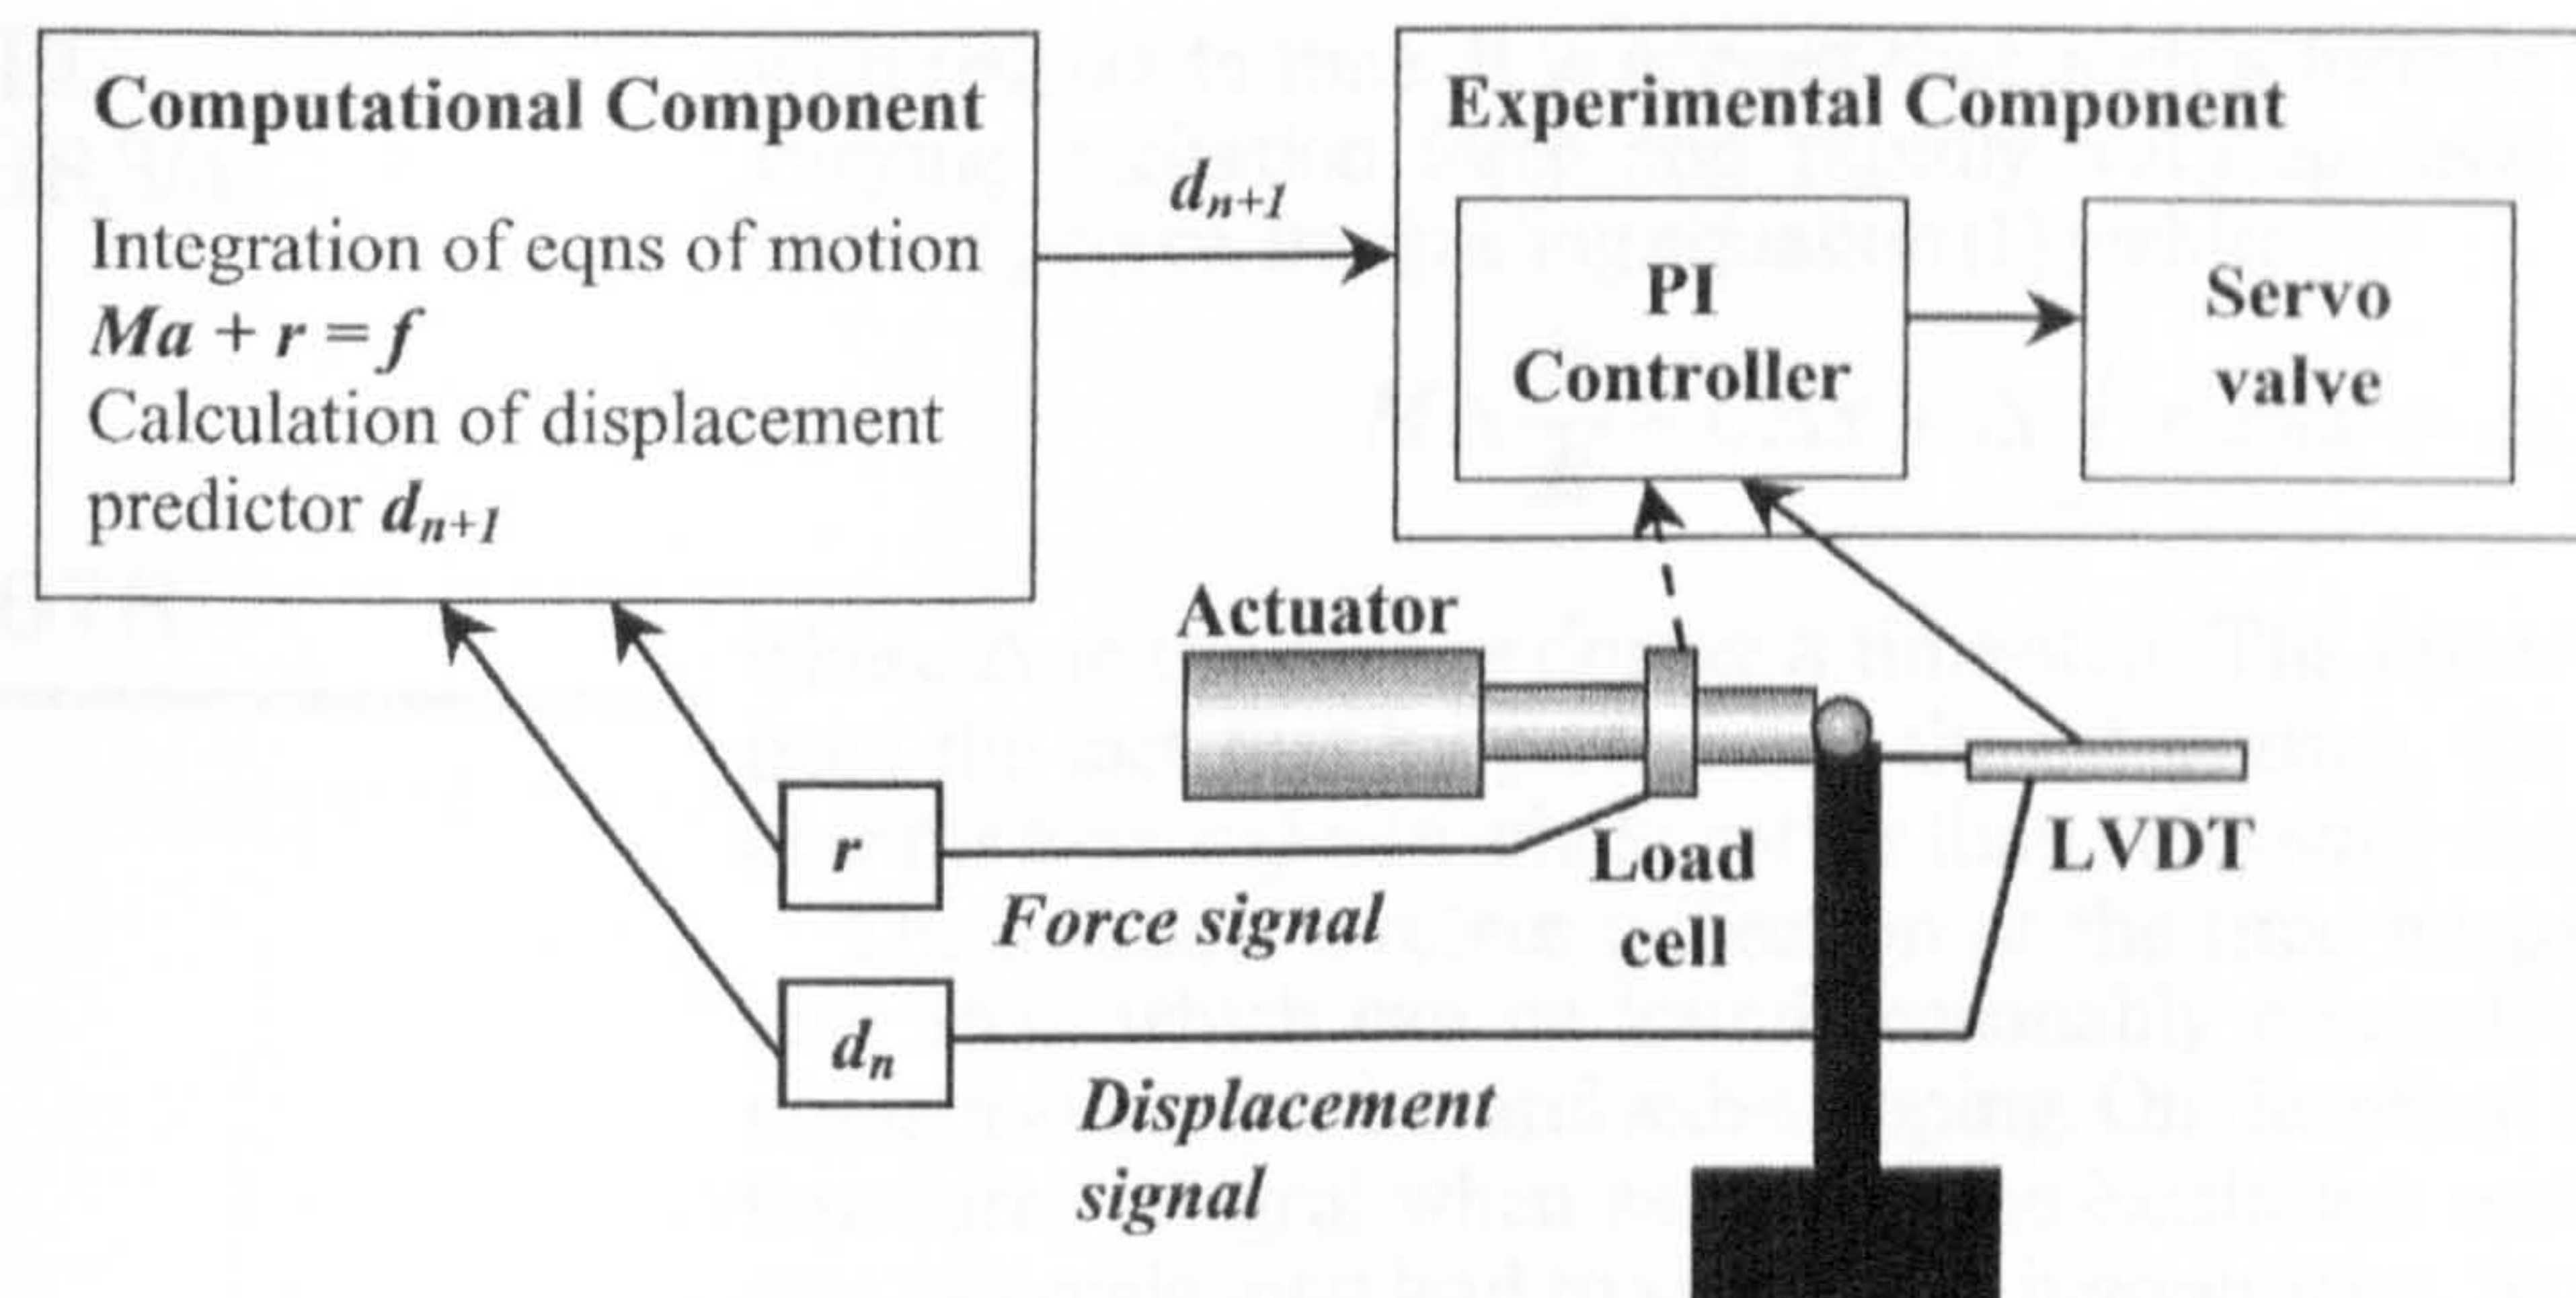 Computational Component
Integration of eqns of motion
Ma + r = f
Calculation of displacement
predictor dn+1
dn+1
Experimental Component
PI
Controller
Servo
valve
Actuator
Load
cell
LVDT
r
Force signal
dn
Displacement
signal